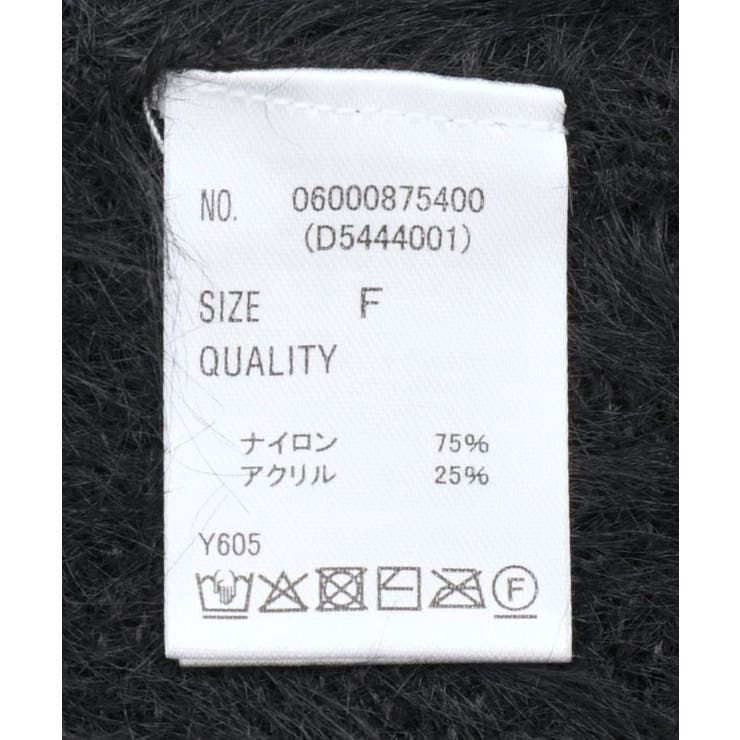 NO. 06000875400
(D5444001)
SIZE F
QUALITY
ナイロン 75%
アクリル 25%
Y605
F